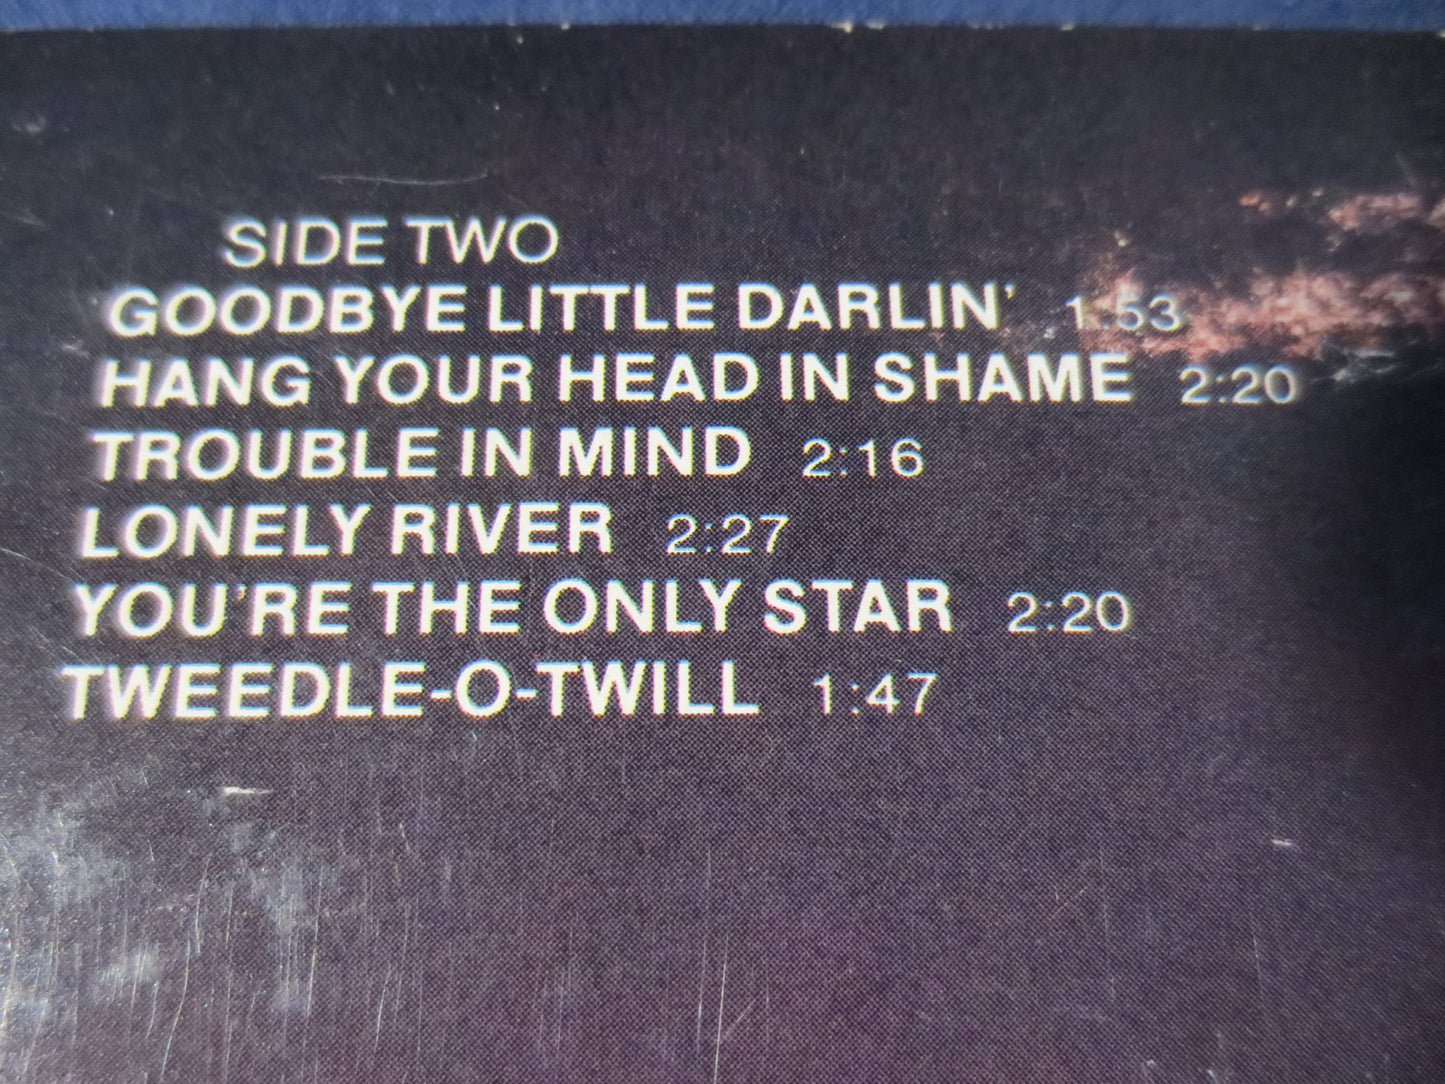 SIDE TWO
GOODBYE LITTLE DARLIN' 1:53
HANG YOUR HEAD IN SHAME 2:20
TROUBLE IN MIND 2:16
LONELY RIVER 2:27
YOU'RE THE ONLY STAR 2:20
TWEEDLE-O-TWILL 1:47